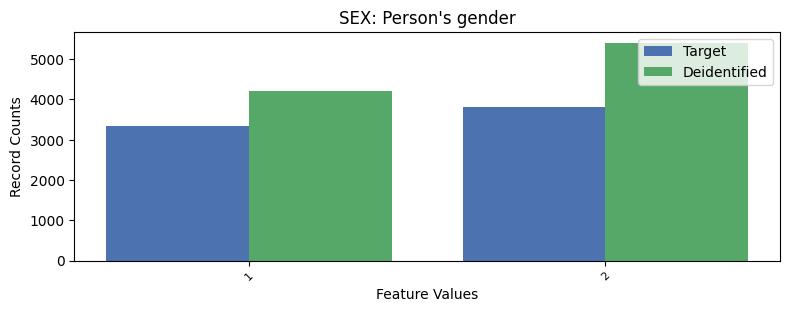 SEX: Person's gender
Target
Deidentified
Record Counts
5000
4000
3000
2000
1000
0
1
2
Feature Values